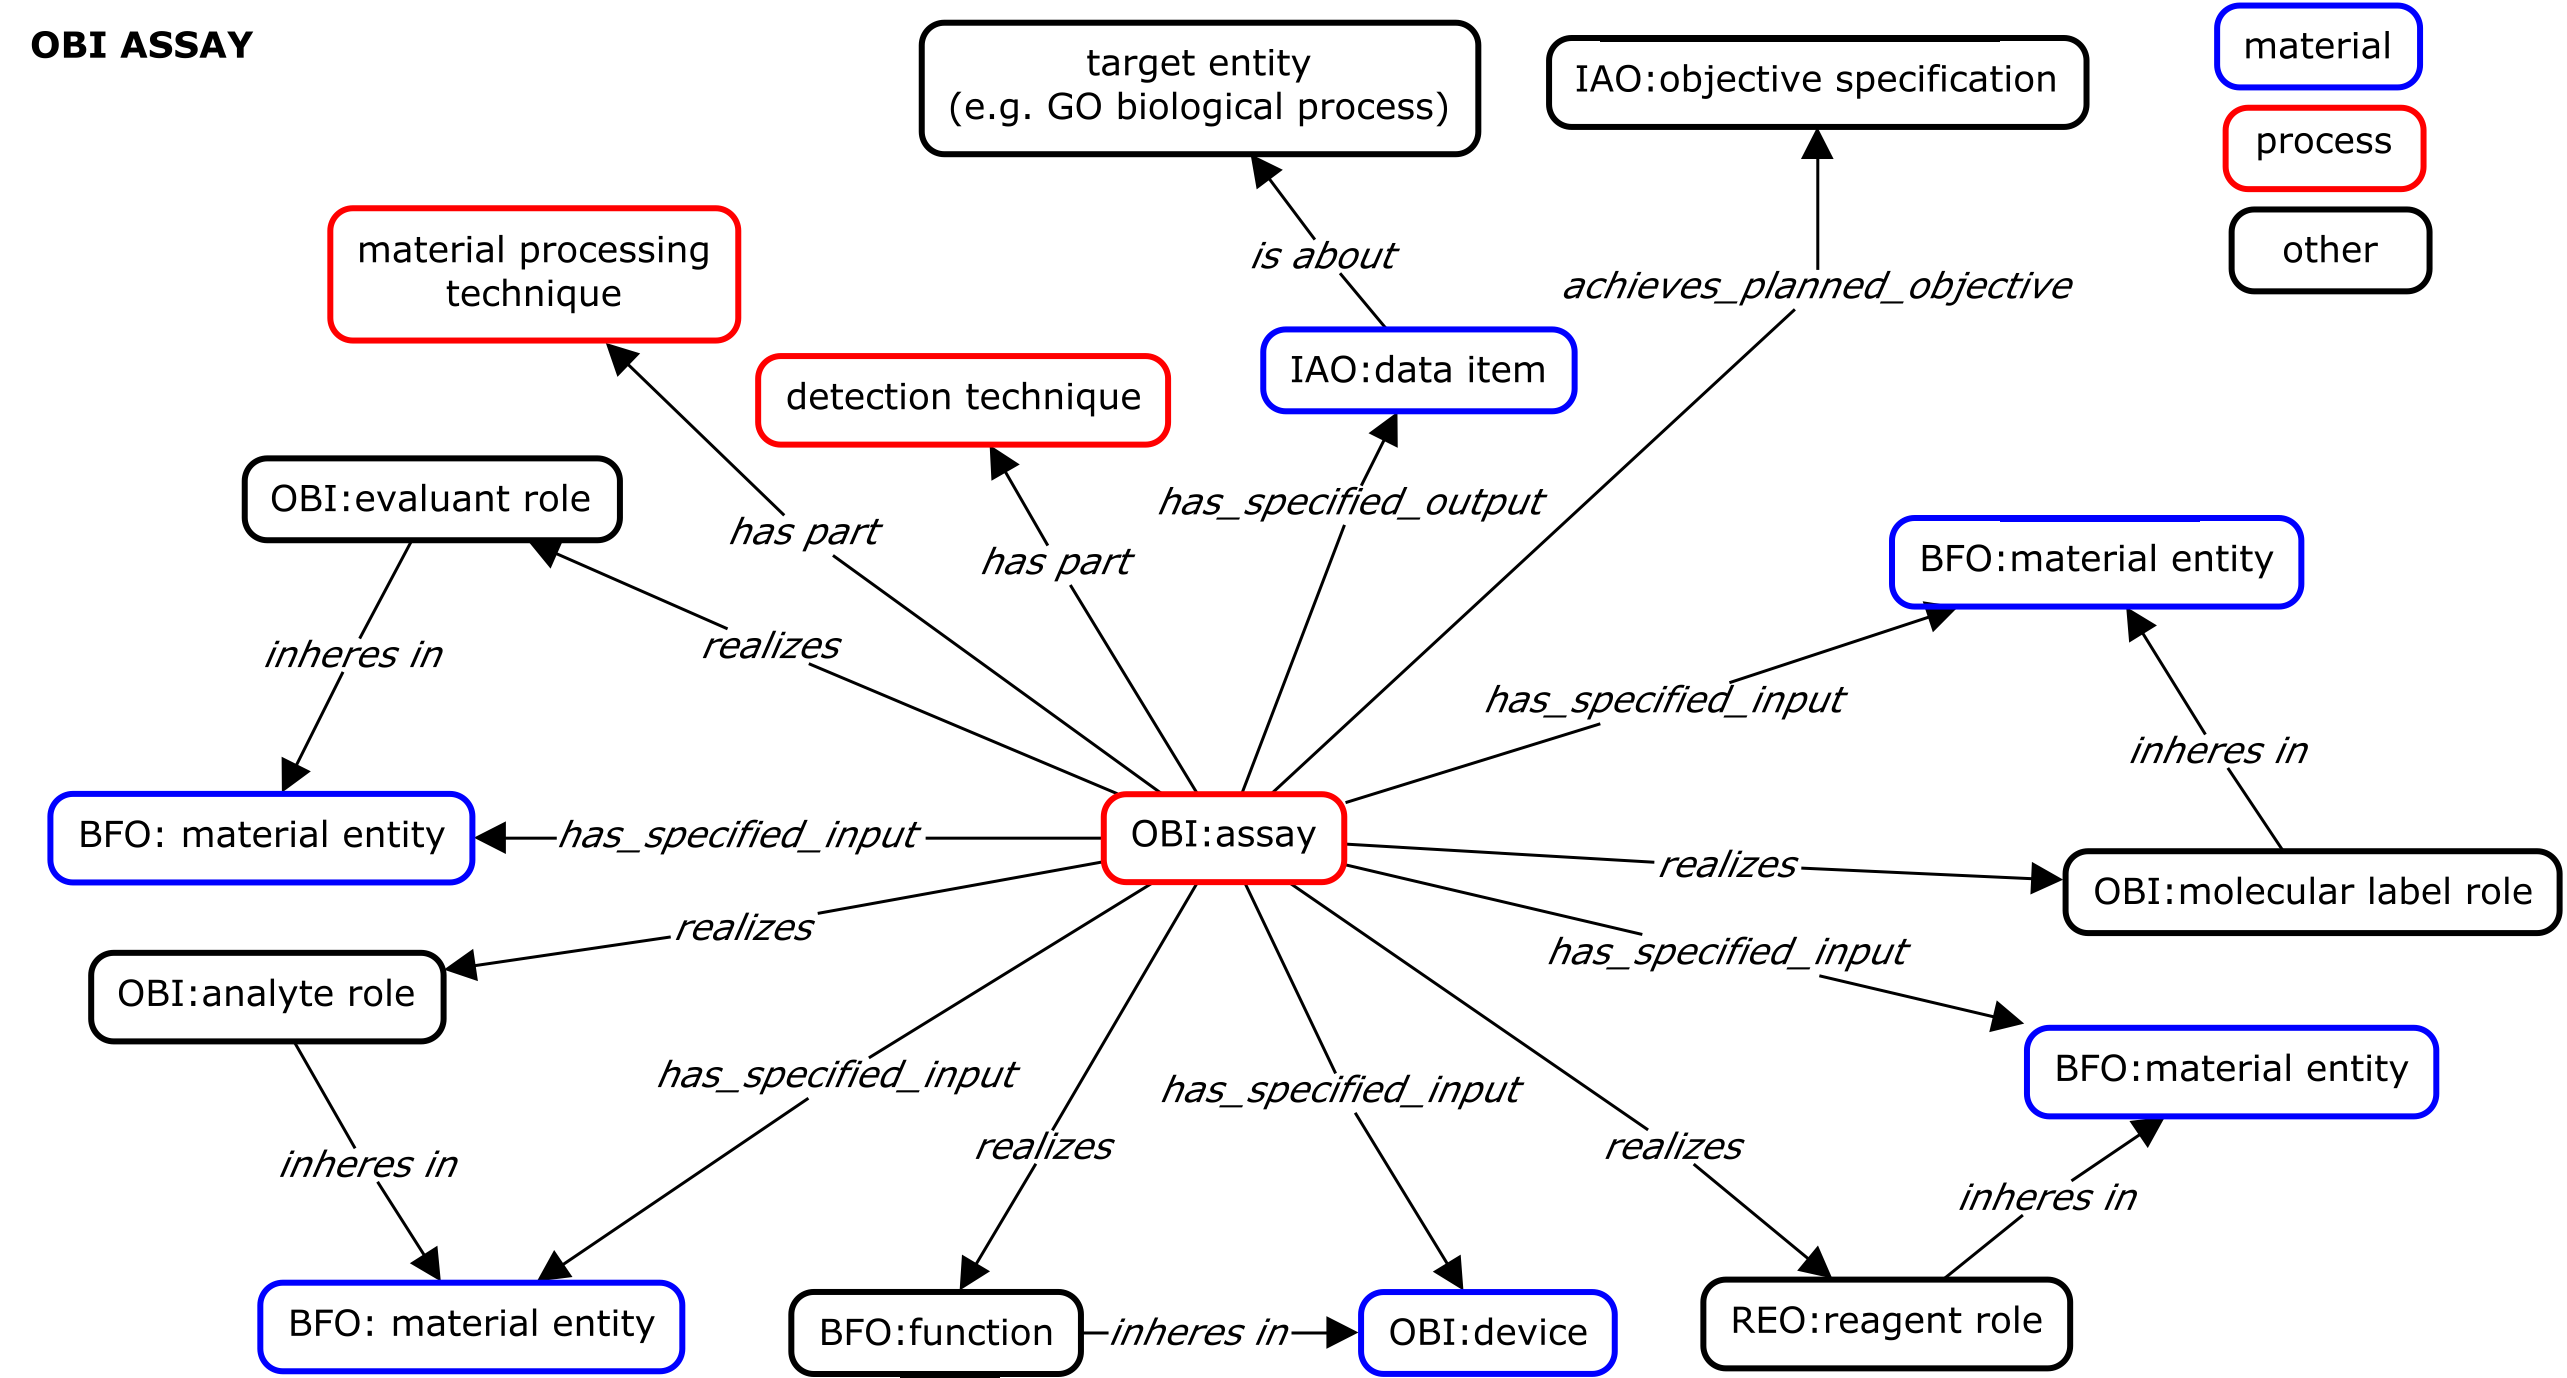 OBI ASSAY
target entity
(e.g. GO biological process)
IAO:objective specification
material
process
other
material processing
technique
is about
achieves_planned_objective
detection technique
IAO:data item
OBI:evaluant role
has part
has part
has_specified_output
BFO:material entity
inheres in
realizes
has_specified_input
inheres in
BFO: material entity
has_specified_input
OBI:assay
realizes
OBI:molecular label role
realizes
has_specified_input
OBI:analyte role
has_specified_input
has_specified_input
BFO:material entity
inheres in
realizes
realizes
inheres in
BFO: material entity
BFO:function
inheres in
OBI:device
REO:reagent role